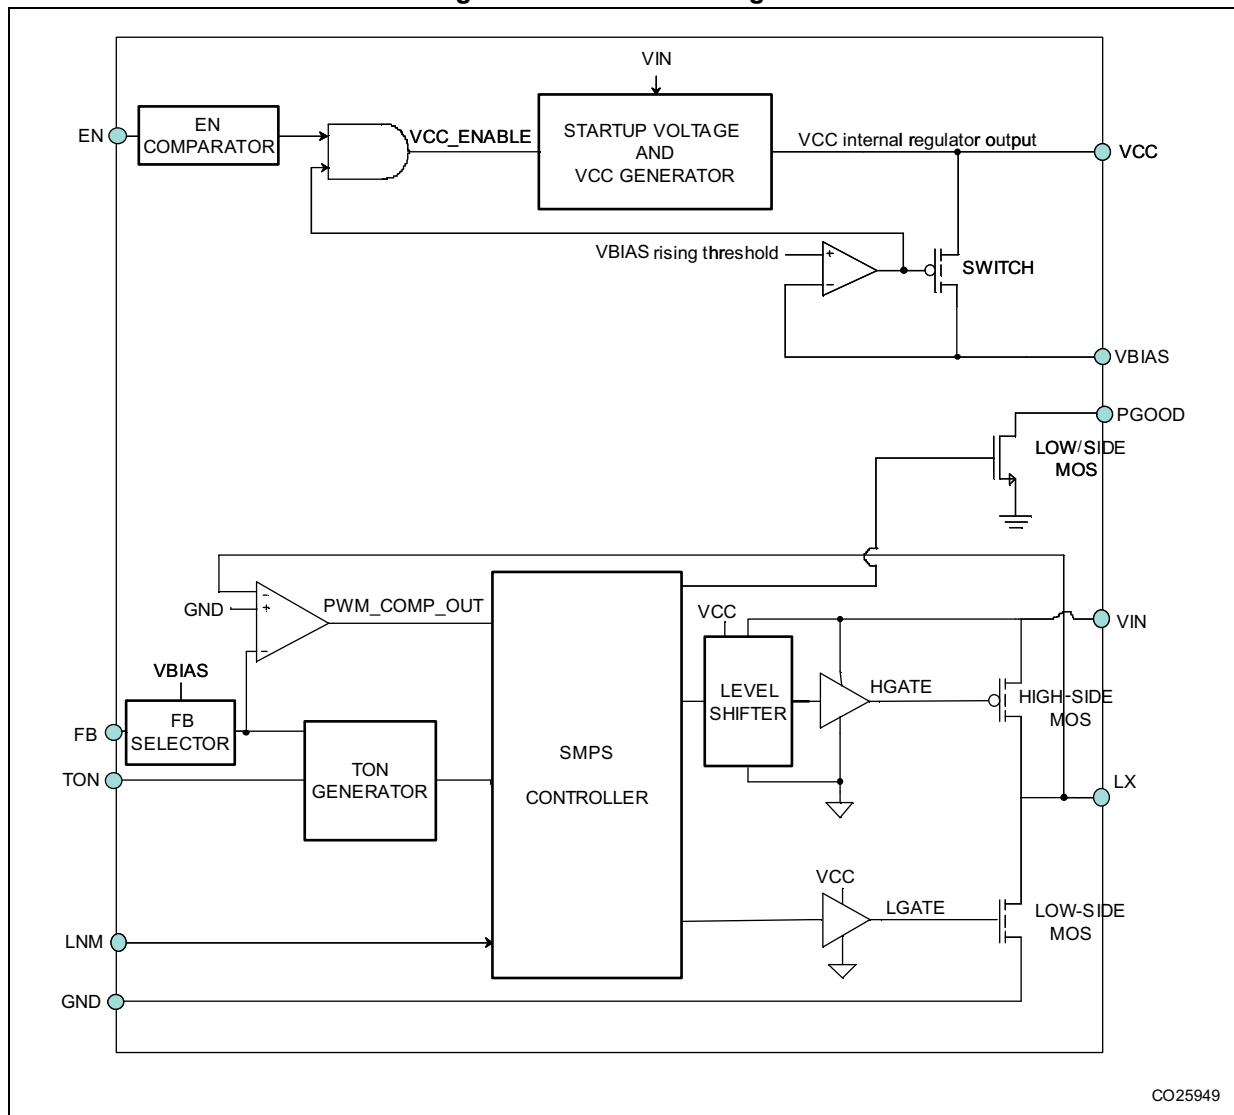 VIN
EN
EN
COMPARATOR
VCC_ENABLE
STARTUP VOLTAGE
AND
VCC GENERATOR
VCC internal regulator output
VCC
VBIAS rising threshold
+
-
SWITCH
VBIAS
PGOOD
LOW/SIDE
MOS
-
GND
+
-
PWM_COMP_OUT
VCC
VIN
VBIAS
FB
FB
SELECTOR
TON
TON
GENERATOR
SMPS
CONTROLLER
LEVEL
SHIFTER
HGATE
HIGH-SIDE
MOS
LX
VCC
LGATE
LOW-SIDE
MOS
LNM
GND
CO25949